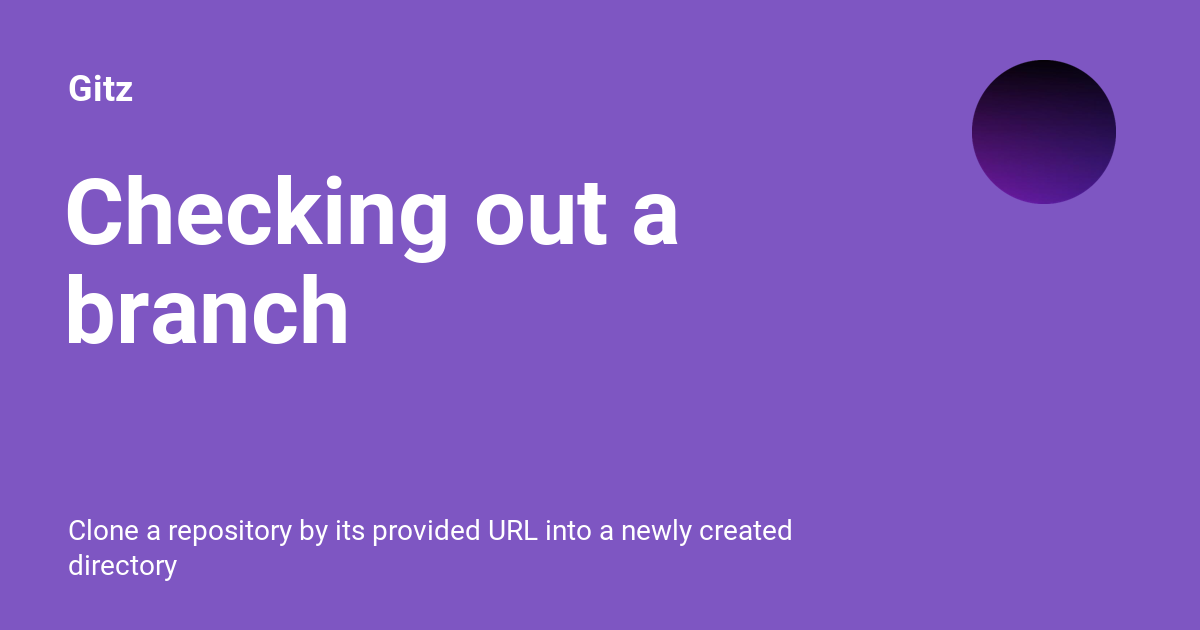 Gitz
Checking out a
branch
Clone a repository by its provided URL into a newly created
directory